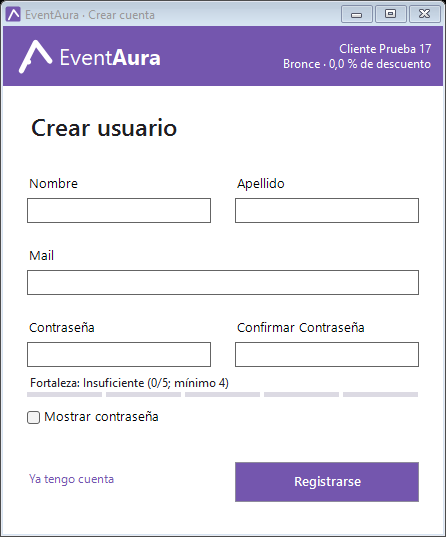 EventAura · Crear cuenta
EventAura
Cliente Prueba 17
Bronce · 0,0 % de descuento
Crear usuario
Nombre
Apellido
Mail
Contraseña
Confirmar Contraseña
Fortaleza: Insuficiente (0/5; mínimo 4)
Mostrar contraseña
Ya tengo cuenta
Registrarse